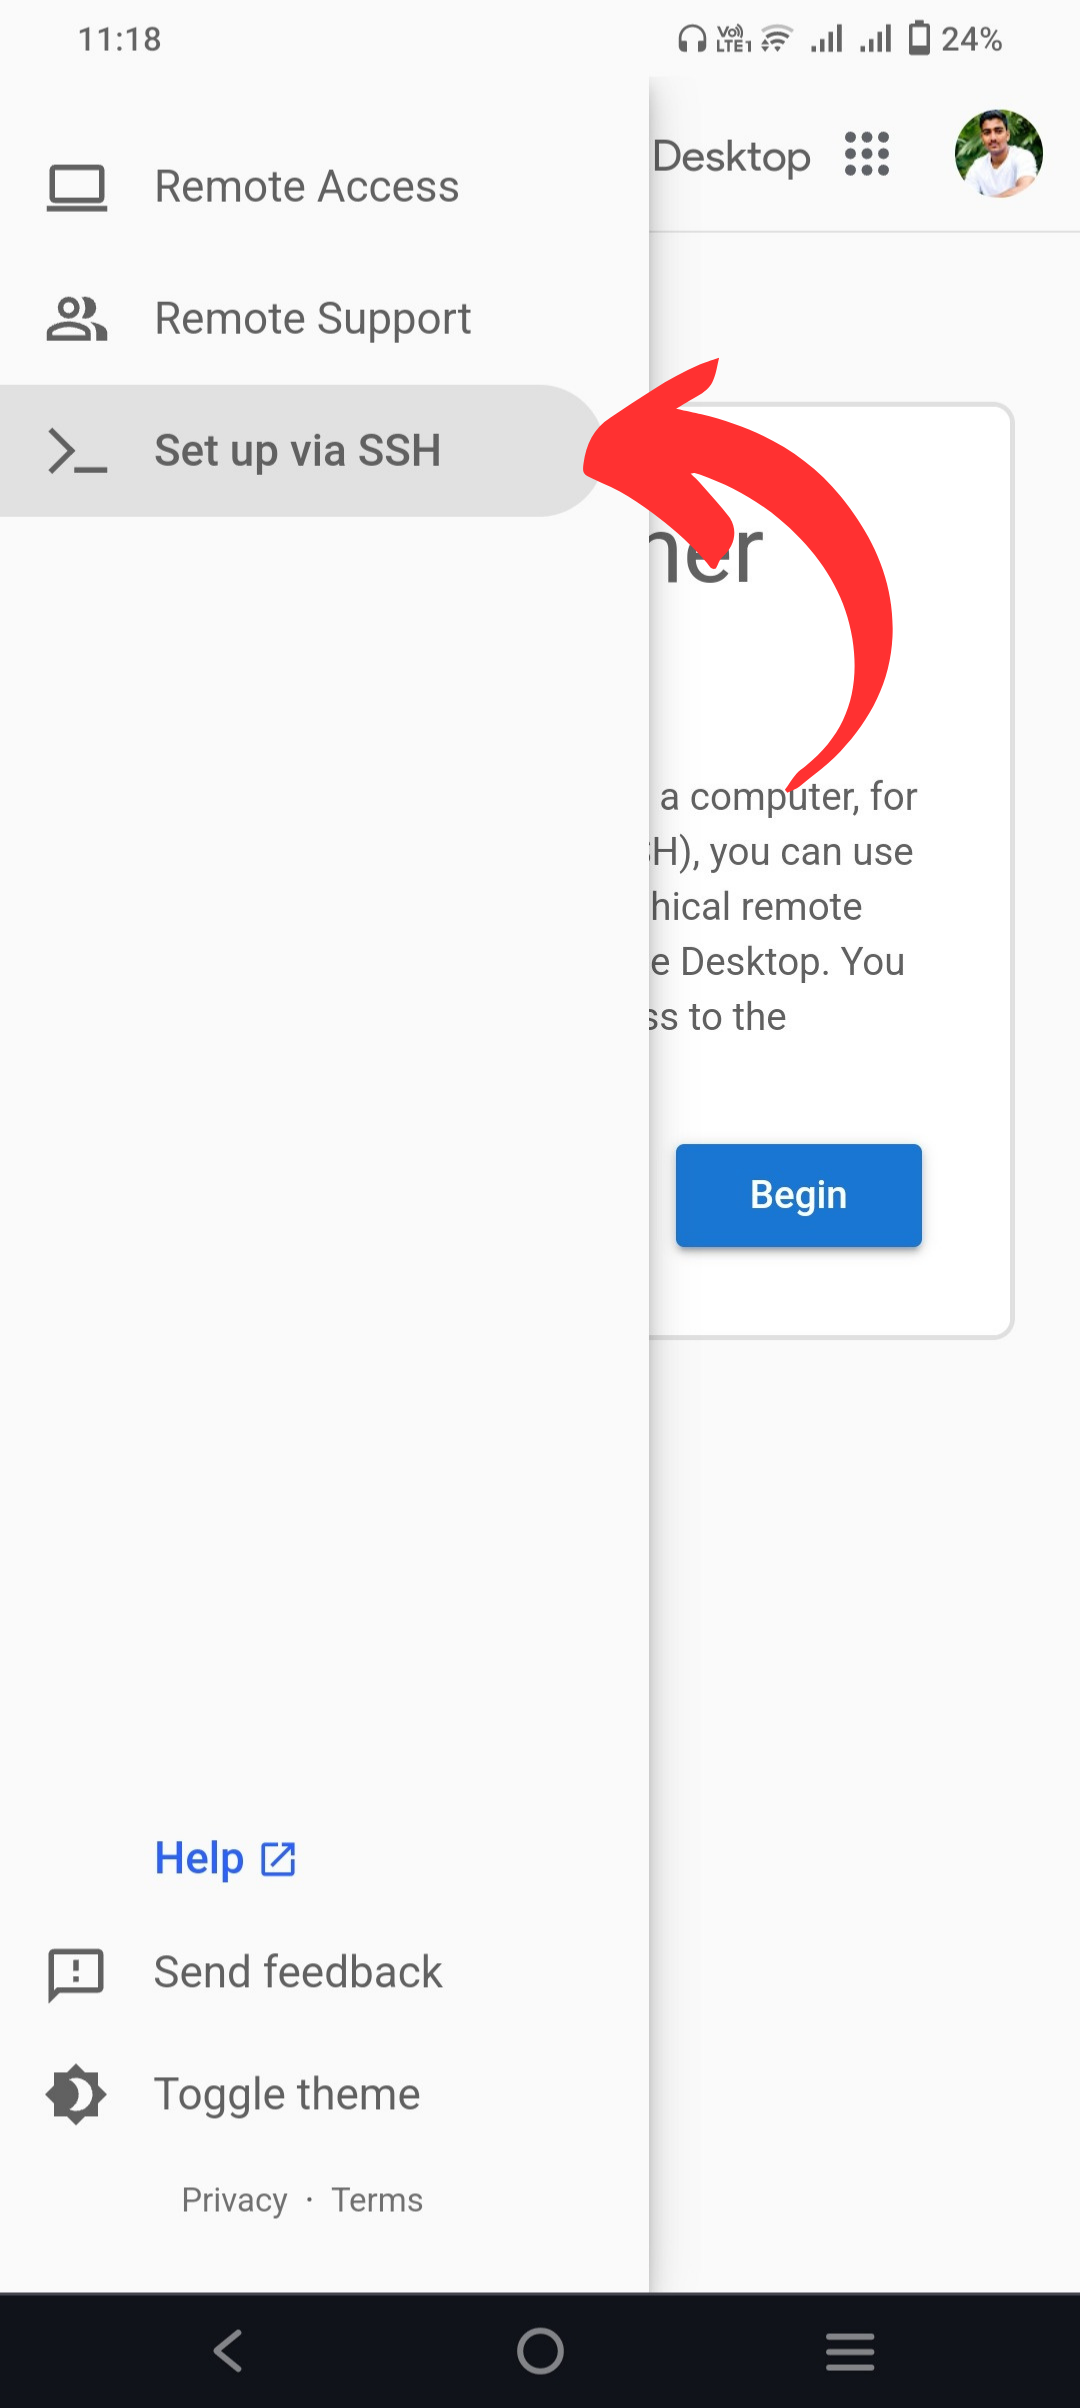 11:18
Vo)) LTE1 24%
Desktop
Remote Access
Remote Support
Set up via SSH
a computer, for
H), you can use
hical remote
e Desktop. You
ss to the
Begin
Help
Send feedback
Toggle theme
Privacy · Terms